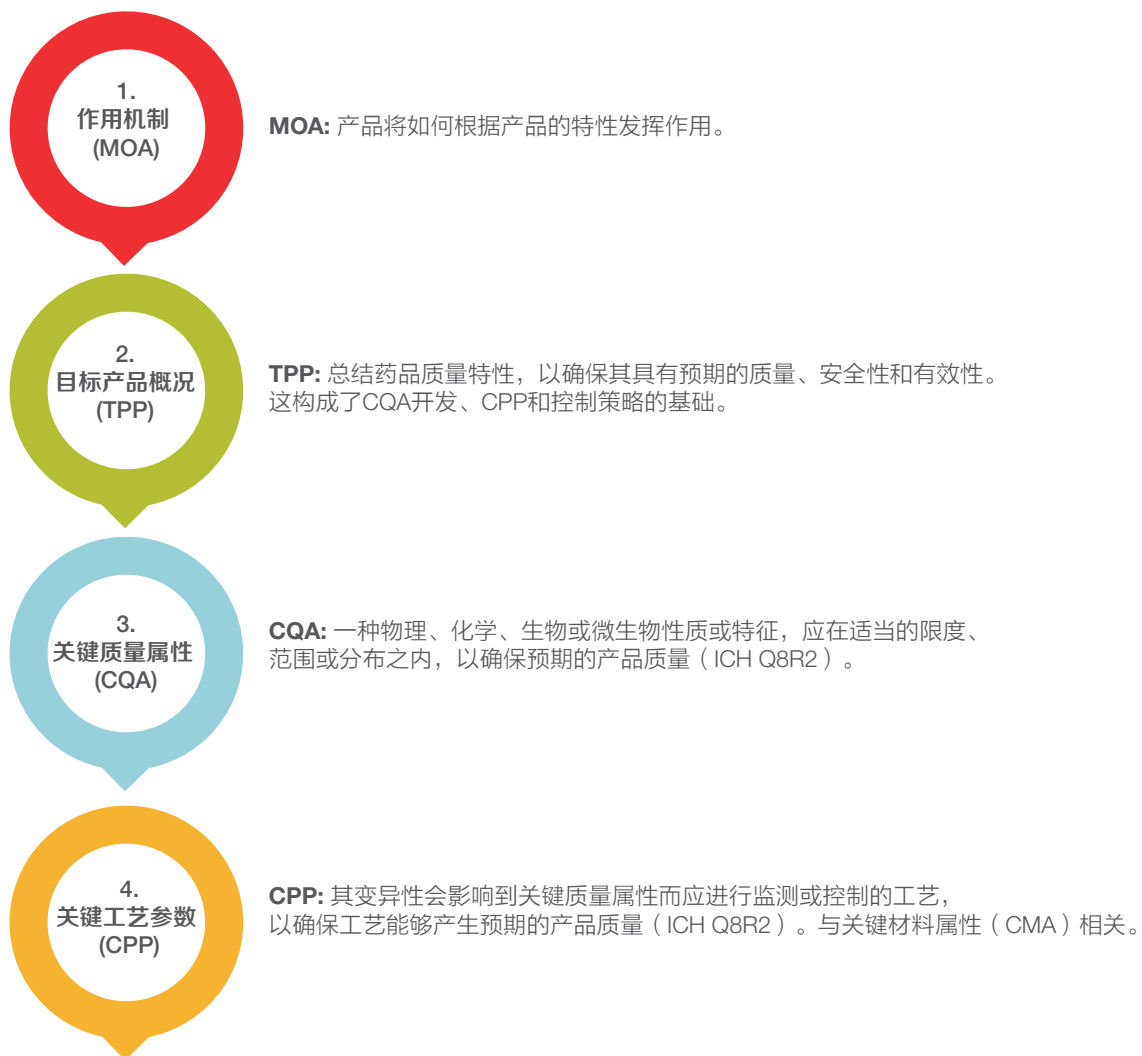 1.
作用机制
(MOA)
MOA: 产品将如何根据产品的特性发挥作用。
2.
目标产品概况
(TPP)
TPP: 总结药品质量特性，以确保其具有预期的质量、安全性和有效性。
这构成了CQA开发、CPP和控制策略的基础。
3.
关键质量属性
(CQA)
CQA: 一种物理、化学、生物或微生物性质或特征，应在适当的限度、
范围或分布之内，以确保预期的产品质量（ICH Q8R2）。
4.
关键工艺参数
(CPP)
CPP: 其变异性会影响到关键质量属性而应进行监测或控制的工艺，
以确保工艺能够产生预期的产品质量（ICH Q8R2）。与关键材料属性（CMA）相关。